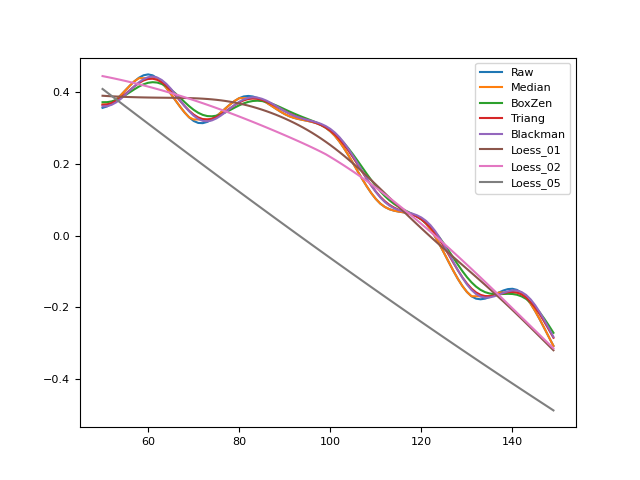 0.4
0.2
0.0
−0.2
−0.4
60
80
100
120
140
Raw
Median
BoxZen
Triang
Blackman
Loess_01
Loess_02
Loess_05